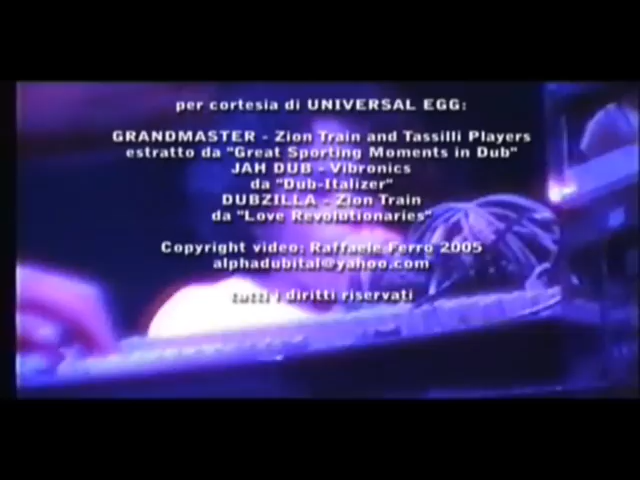 per cortesia di UNIVERSAL EGG:
GRANDMASTER - Zion Train and Tassilli Players
estratto da "Great Sporting Moments in Dub"
JAH DUB - Vibronics
da "Dub-Italizer"
DUBZILLA - Zion Train
da "Love Revolutionaries"
Copyright video: Raffaele Ferro 2005
alphadubital@yahoo.com
tutti i diritti riservati